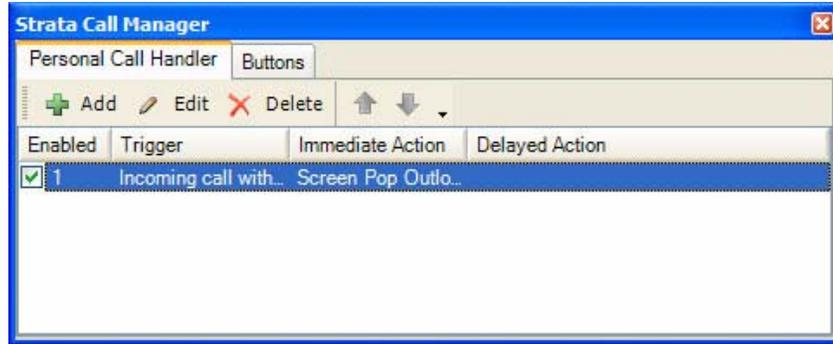 Strata Call Manager
Personal Call Handler Buttons
Add Edit Delete
Enabled Trigger Immediate Action Delayed Action
1 Incoming call with... Screen Pop Outlo...